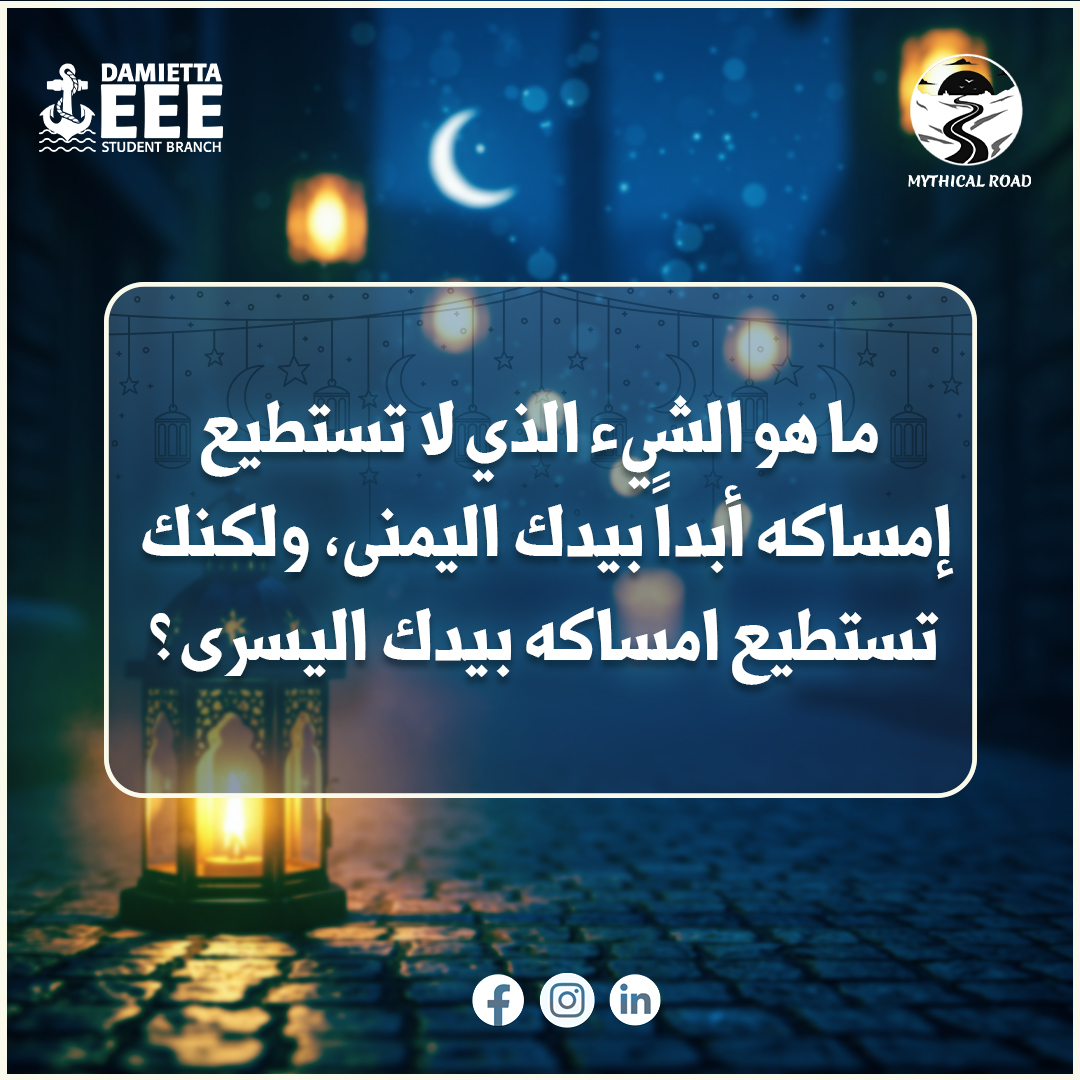 DAMIETTA
IEEE
STUDENT BRANCH
MYTHICAL ROAD
ما هو الشيء الذي لا تستطيع
إمساكه أبداً بيدك اليمنى، ولكنك
تستطيع امساكه بيدك اليسرى؟